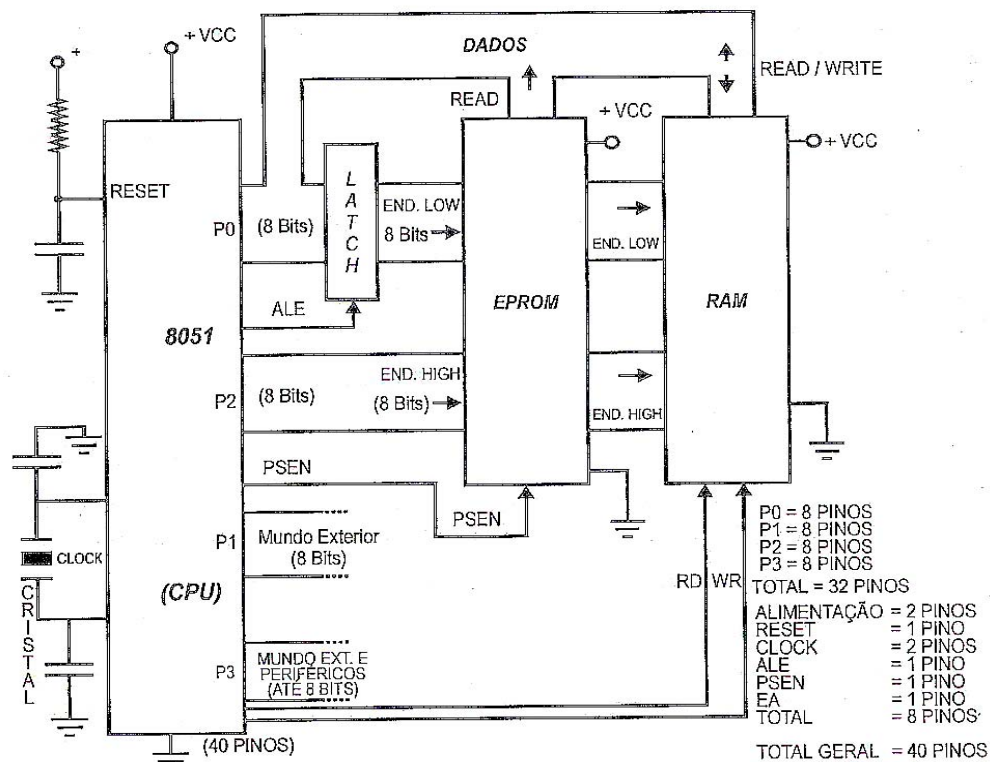 +
+ VCC
DADOS
READ / WRITE
READ
+ VCC
+ VCC
RESET
LATCH
P0
(8 Bits)
END. LOW
8 Bits
END. LOW
EPROM
RAM
ALE
8051
END. HIGH
P2
(8 Bits)
(8 Bits)
END. HIGH
PSEN
PSEN
P1
Mundo Exterior
(8 Bits)
CLOCK
CRISTAL
(CPU)
RD
WR
P3
MUNDO EXT. E
PERIFÉRICOS
(ATÉ 8 BITS)
(40 PINOS)
P0 = 8 PINOS
P1 = 8 PINOS
P2 = 8 PINOS
P3 = 8 PINOS
TOTAL = 32 PINOS
ALIMENTAÇÃO = 2 PINOS
RESET = 1 PINO
CLOCK = 2 PINOS
ALE = 1 PINO
PSEN = 1 PINO
EA = 1 PINO
TOTAL = 8 PINOS
TOTAL GERAL = 40 PINOS